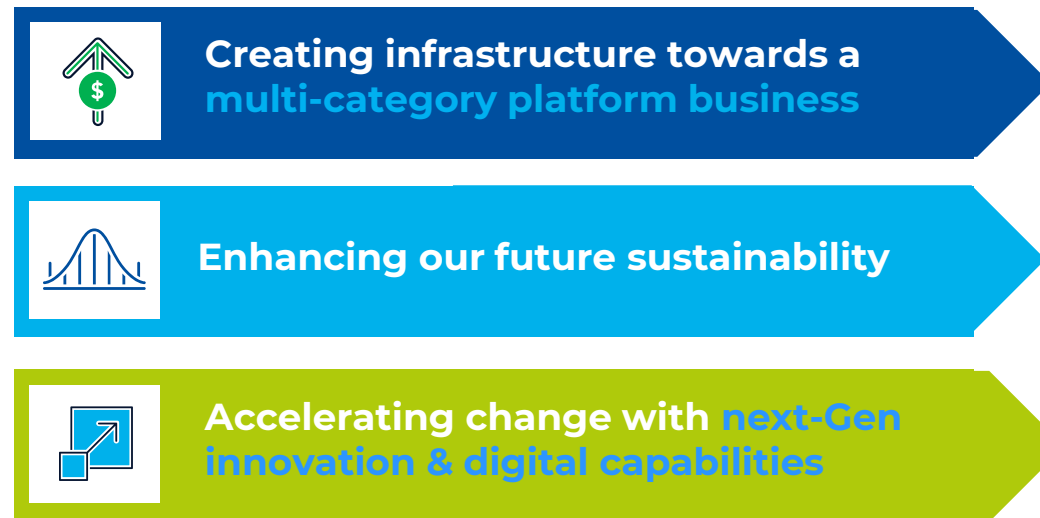 $
Creating infrastructure towards a
multi-category platform business
Enhancing our future sustainability
Accelerating change with next-Gen
innovation & digital capabilities